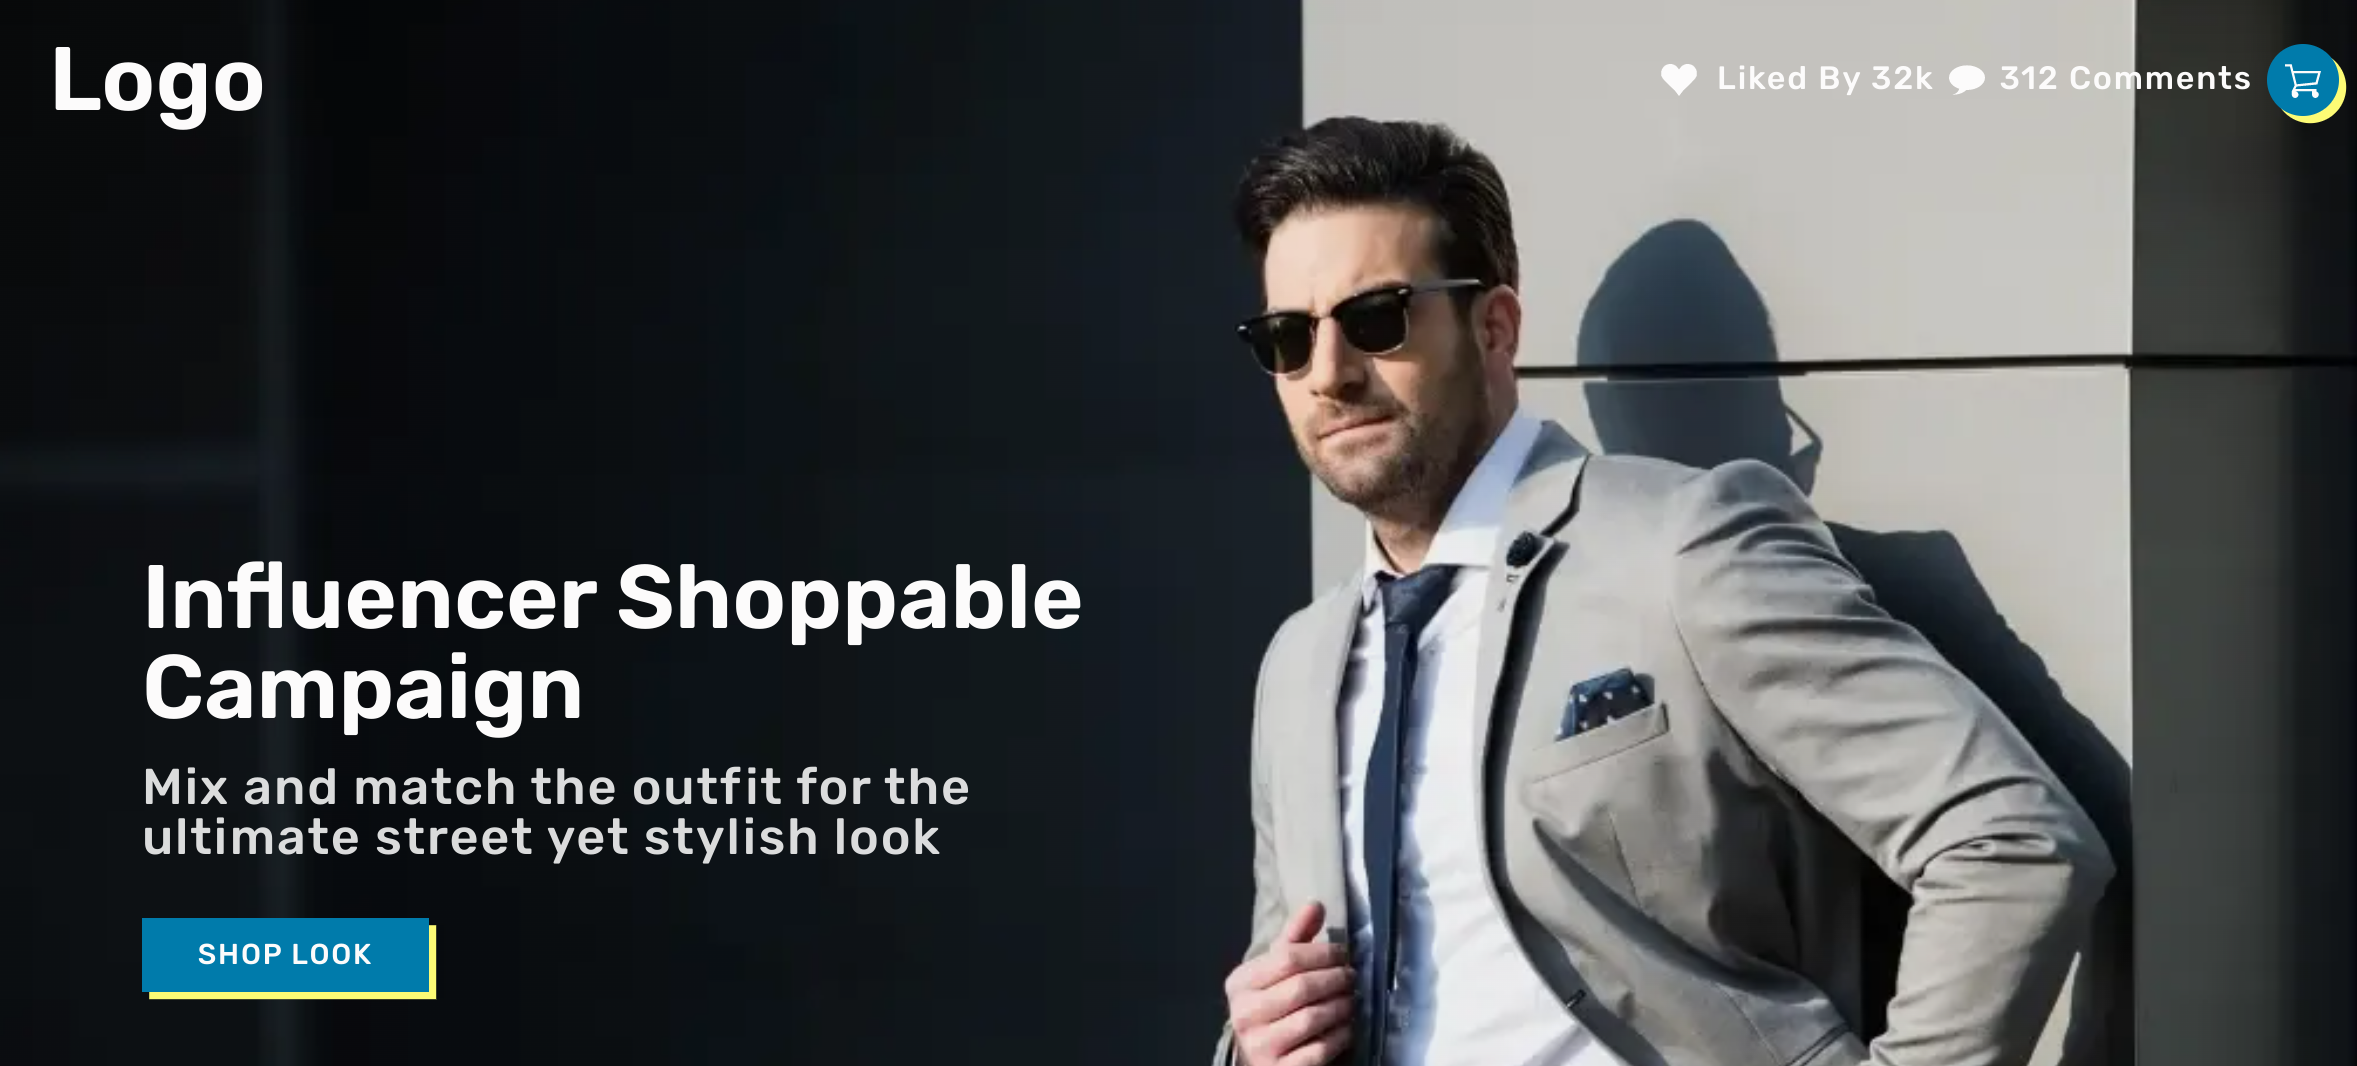 Logo
Liked By 32k 312 Comments
Influencer Shoppable
Campaign
Mix and match the outfit for the
ultimate street yet stylish look
SHOP LOOK